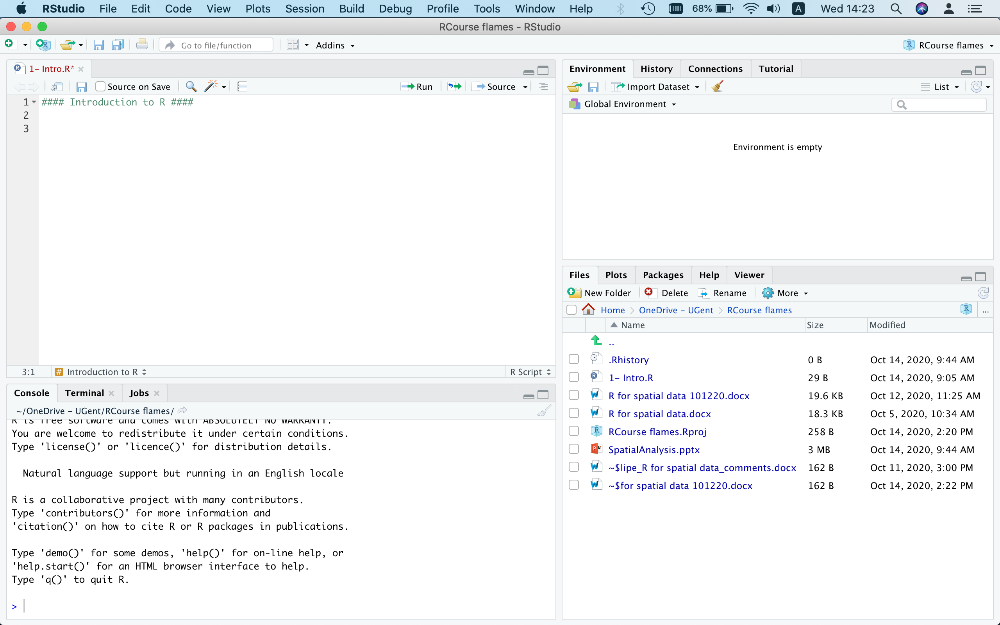 RStudio File Edit Code View Plots Session Build Debug Profile Tools Window Help 68% A Wed 14:23
RCourse flames - RStudio
Go to file/function Addins RCourse flames
1- Intro.R*
Source on Save Run Source
1 #### Introduction to R ####
2
3
3:1 # Introduction to R R Script
Console Terminal Jobs
~/OneDrive - UGent/RCourse flames/
R is free software and comes with ABSOLUTELY NO WARRANTY.
You are welcome to redistribute it under certain conditions.
Type 'license()' or 'licence()' for distribution details.
Natural language support but running in an English locale
R is a collaborative project with many contributors.
Type 'contributors()' for more information and
'citation()' on how to cite R or R packages in publications.
Type 'demo()' for some demos, 'help()' for on-line help, or
'help.start()' for an HTML browser interface to help.
Type 'q()' to quit R.
>
Environment History Connections Tutorial
Import Dataset List
Global Environment
Environment is empty
Files Plots Packages Help Viewer
New Folder Delete Rename More
Home OneDrive - UGent RCourse flames ...
Name Size Modified
..
.Rhistory 0 B Oct 14, 2020, 9:44 AM
1- Intro.R 29 B Oct 14, 2020, 9:05 AM
R for spatial data 101220.docx 19.6 KB Oct 12, 2020, 11:25 AM
R for spatial data.docx 18.3 KB Oct 5, 2020, 10:34 AM
RCourse flames.Rproj 258 B Oct 14, 2020, 2:20 PM
SpatialAnalysis.pptx 3 MB Oct 14, 2020, 9:44 AM
~$lipe_R for spatial data_comments.docx 162 B Oct 11, 2020, 3:00 PM
~$for spatial data 101220.docx 162 B Oct 14, 2020, 2:22 PM